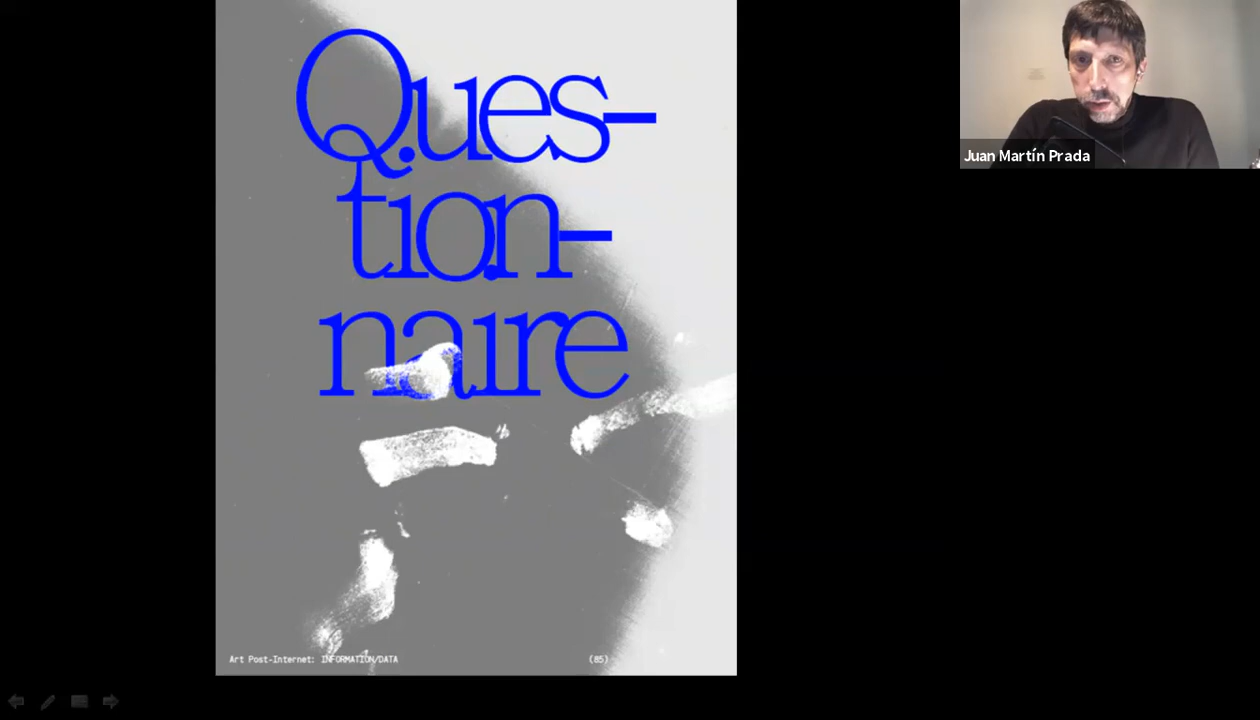 Ques-
tion-
naire
Art Post-Internet: INFORMATION/DATA
(85)
Juan Martín Prada